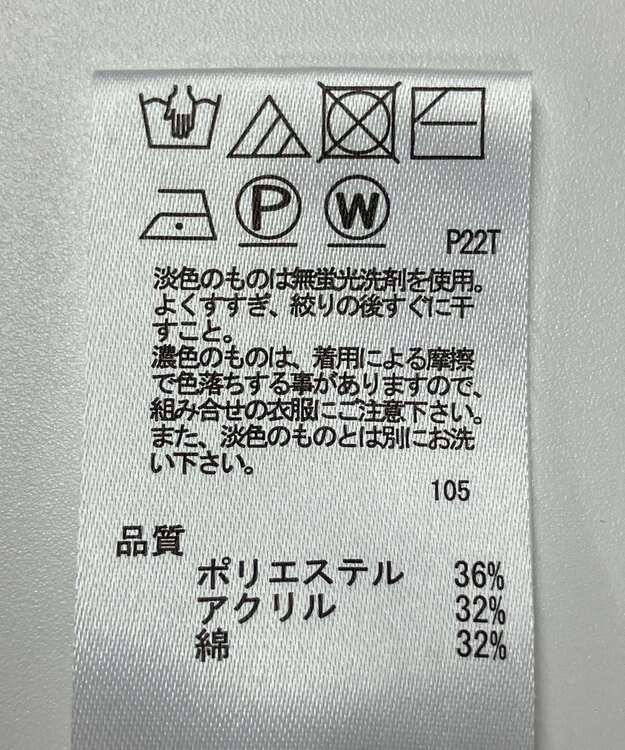 P W
P22T
淡色のものは無蛍光洗剤を使用。
よくすすぎ、絞りの後すぐに干
すこと。
濃色のものは、着用による摩擦
で色落ちする事がありますので、
組み合せの衣服にご注意下さい。
また、淡色のものとは別にお洗
い下さい。
105
品質
ポリエステル 36%
アクリル 32%
綿 32%